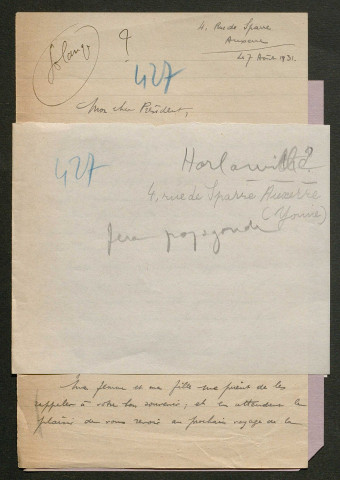 4, Rue de Sparre
Auxerre
Le 7 Août 1931.
?
427
Mon cher Président,
427
?
4, rue de Sparre Auxerre
(Yonne)
fera propagande
Ma femme et ma fille me prient de les
rappeler à votre bon souvenir; et en attendant le
plaisir de vous revoir au prochain voyage de la